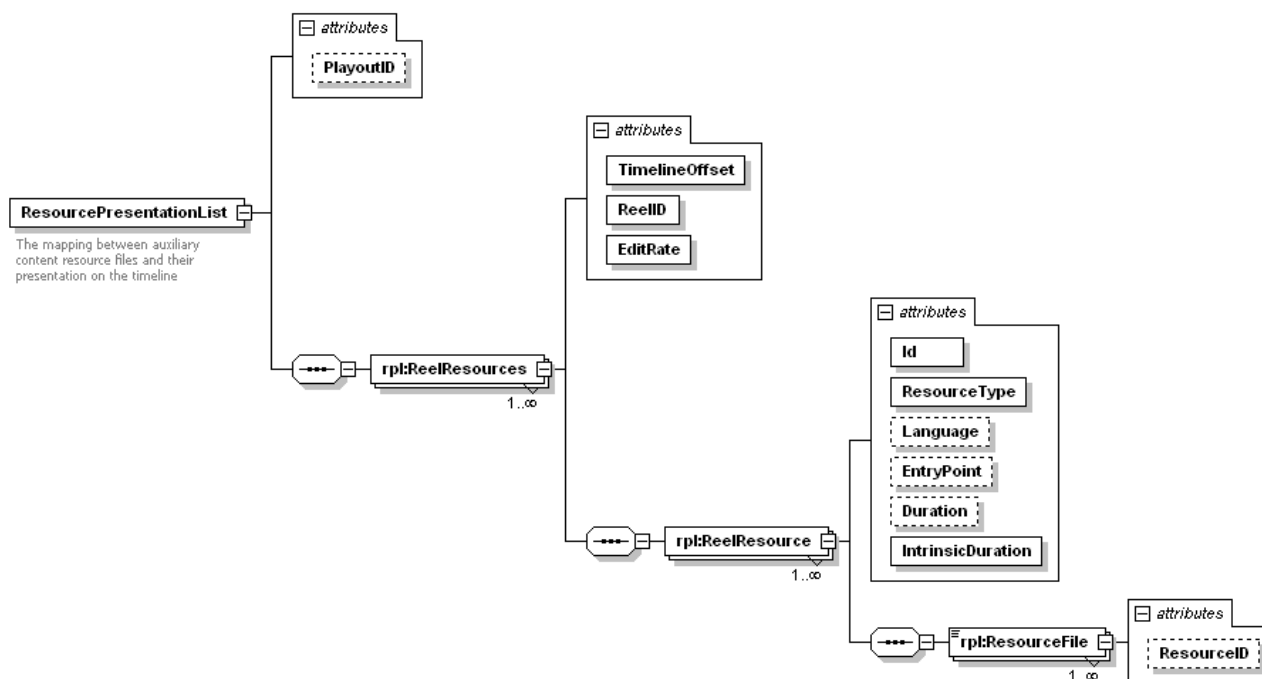 attributes
PlayoutID
attributes
TimelineOffset
ReelID
EditRate
ResourcePresentationList
The mapping between auxiliary
content resource files and their
presentation on the timeline
attributes
Id
ResourceType
Language
EntryPoint
Duration
IntrinsicDuration
rpl:ReelResources
1..∞
rpl:ReelResource
1..∞
attributes
ResourceID
rpl:ResourceFile
1..∞